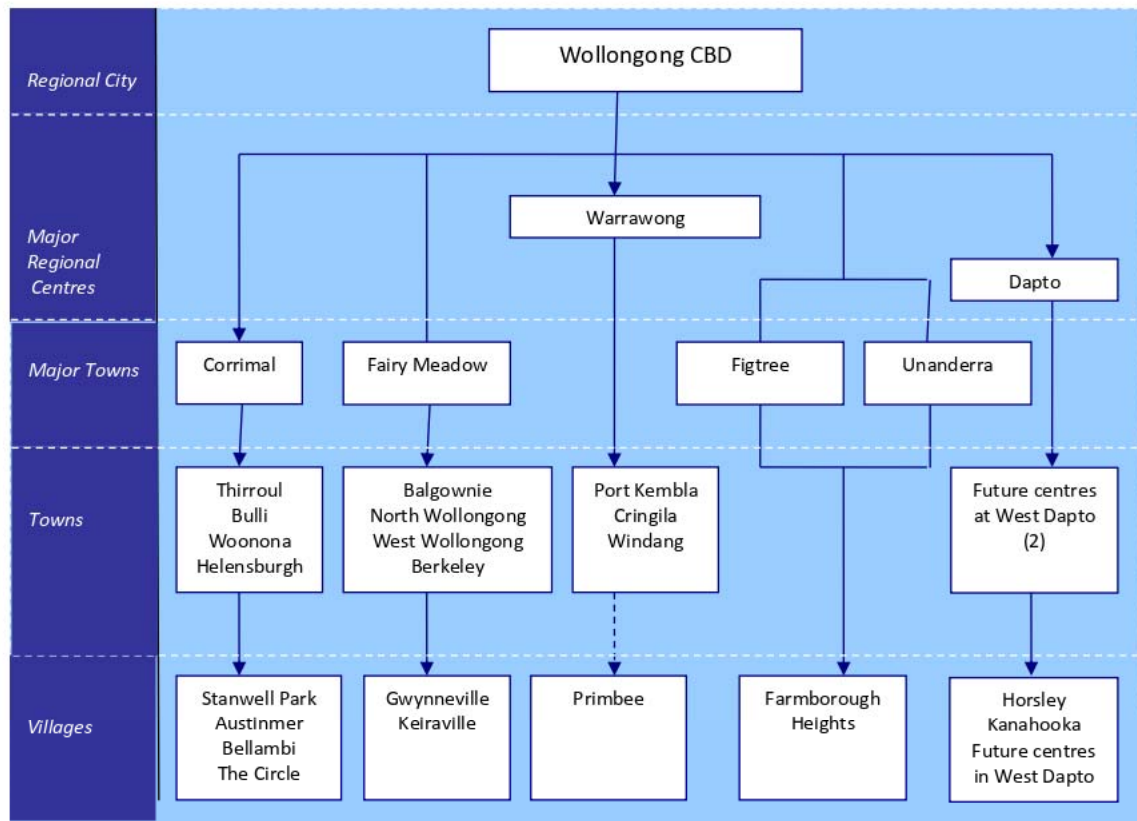 Regional City
Wollongong CBD
Major
Regional
Centres
Warrawong
Dapto
Major Towns
Corrimal
Fairy Meadow
Figtree
Unanderra
Towns
Thirroul
Bulli
Woonona
Helensburgh
Balgownie
North Wollongong
West Wollongong
Berkeley
Port Kembla
Cringila
Windang
Future centres
at West Dapto
(2)
Villages
Stanwell Park
Austinmer
Bellambi
The Circle
Gwynneville
Keiraville
Primbee
Farmborough
Heights
Horsley
Kanahooka
Future centres
in West Dapto